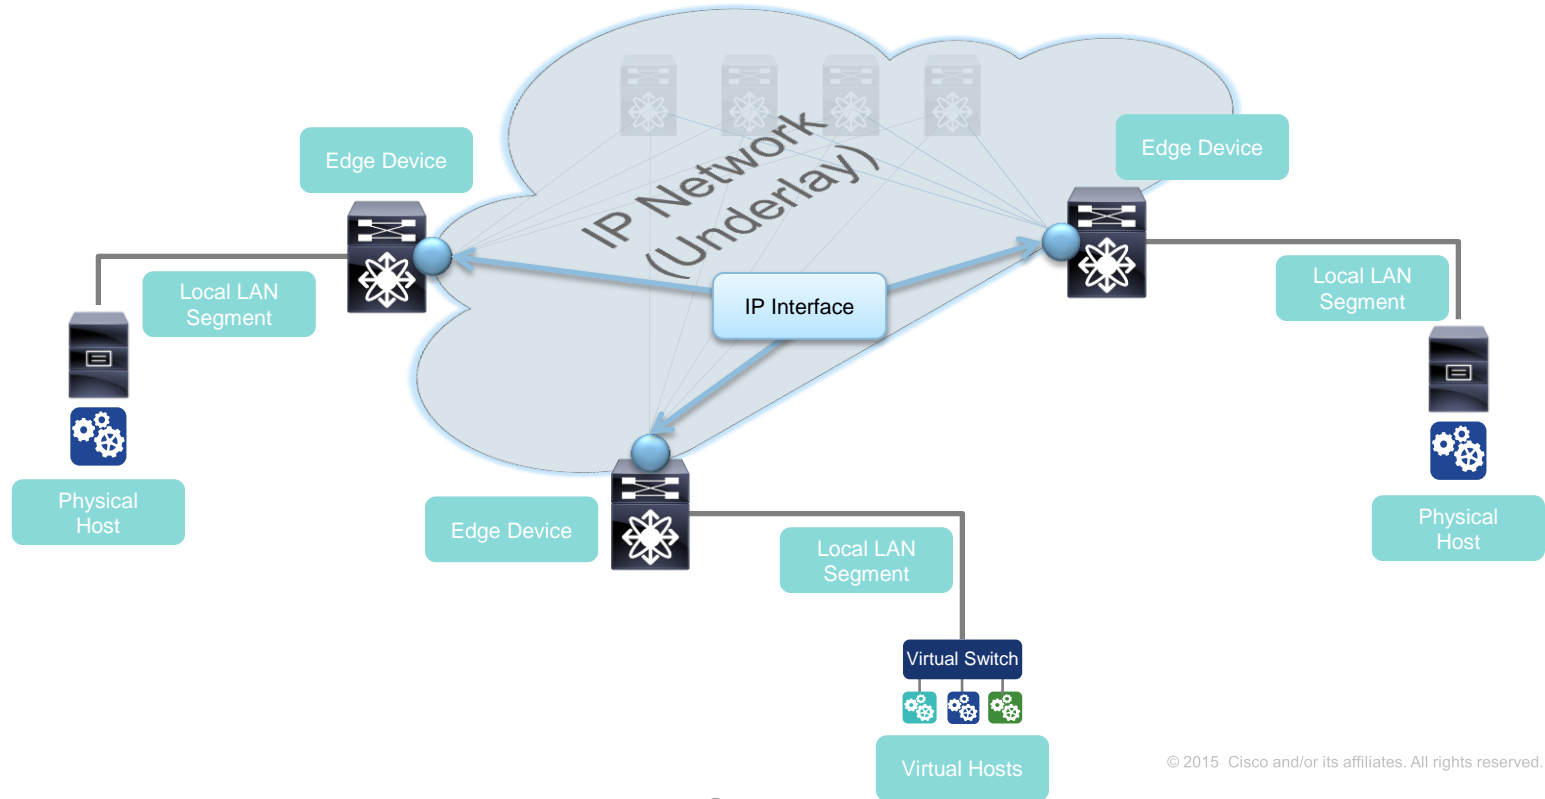 Edge Device
Edge Device
IP Network
(Underlay)
Local LAN
Segment
Local LAN
Segment
IP Interface
Physical
Host
Edge Device
Physical
Host
Local LAN
Segment
Virtual Switch
Virtual Hosts
© 2015 Cisco and/or its affiliates. All rights reserved.